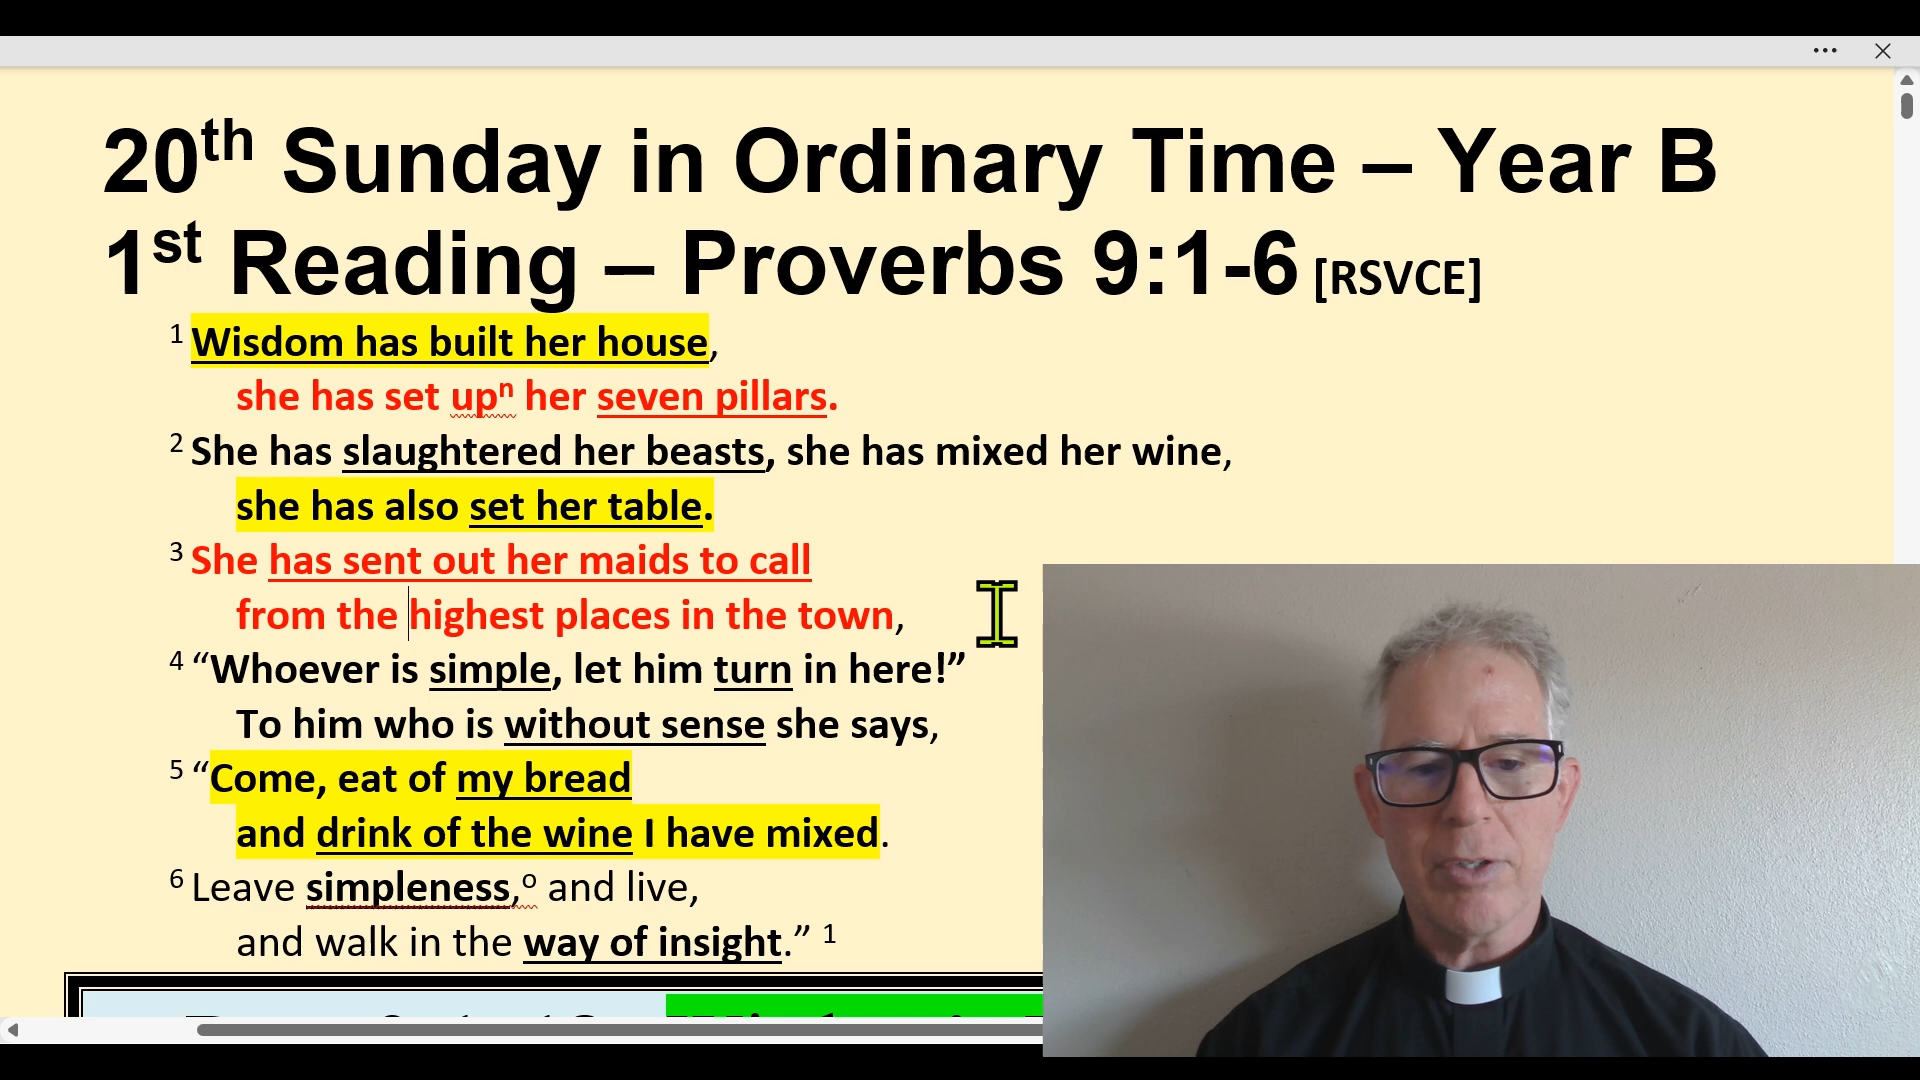 20th Sunday in Ordinary Time – Year B
1st Reading – Proverbs 9:1-6 [RSVCE]
1 Wisdom has built her house,
she has set upⁿ her seven pillars.
2 She has slaughtered her beasts, she has mixed her wine,
she has also set her table.
3 She has sent out her maids to call
from the highest places in the town,
4 “Whoever is simple, let him turn in here!”
To him who is without sense she says,
5 “Come, eat of my bread
and drink of the wine I have mixed.
6 Leave simpleness,o and live,
and walk in the way of insight.” 1